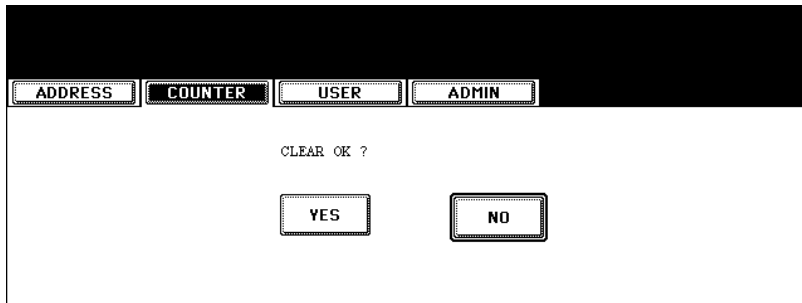 ADDRESS COUNTER USER ADMIN
CLEAR OK ?
YES NO